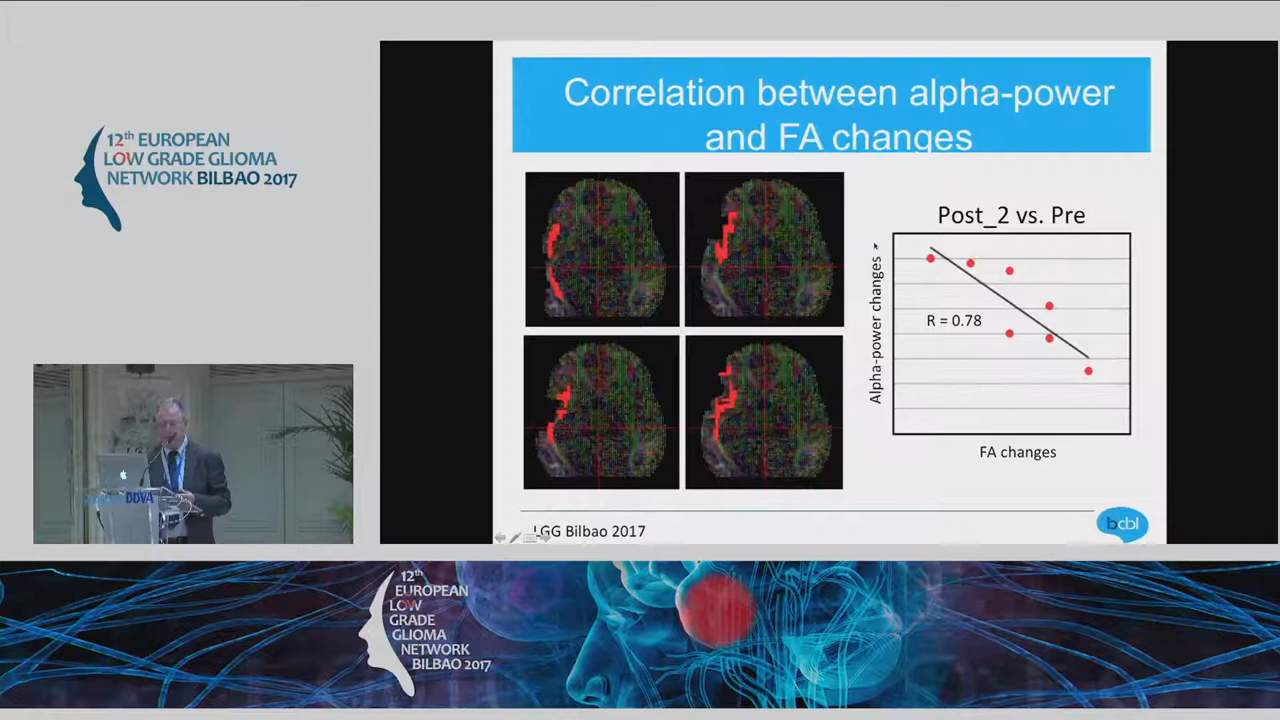 12th EUROPEAN
LOW GRADE GLIOMA
NETWORK BILBAO 2017
Correlation between alpha-power
and FA changes
Post_2 vs. Pre
Alpha-power changes
R = 0.78
FA changes
LGG Bilbao 2017
bcbl
BBVA
12th
EUROPEAN
LOW
GRADE
GLIOMA
NETWORK
BILBAO 2017